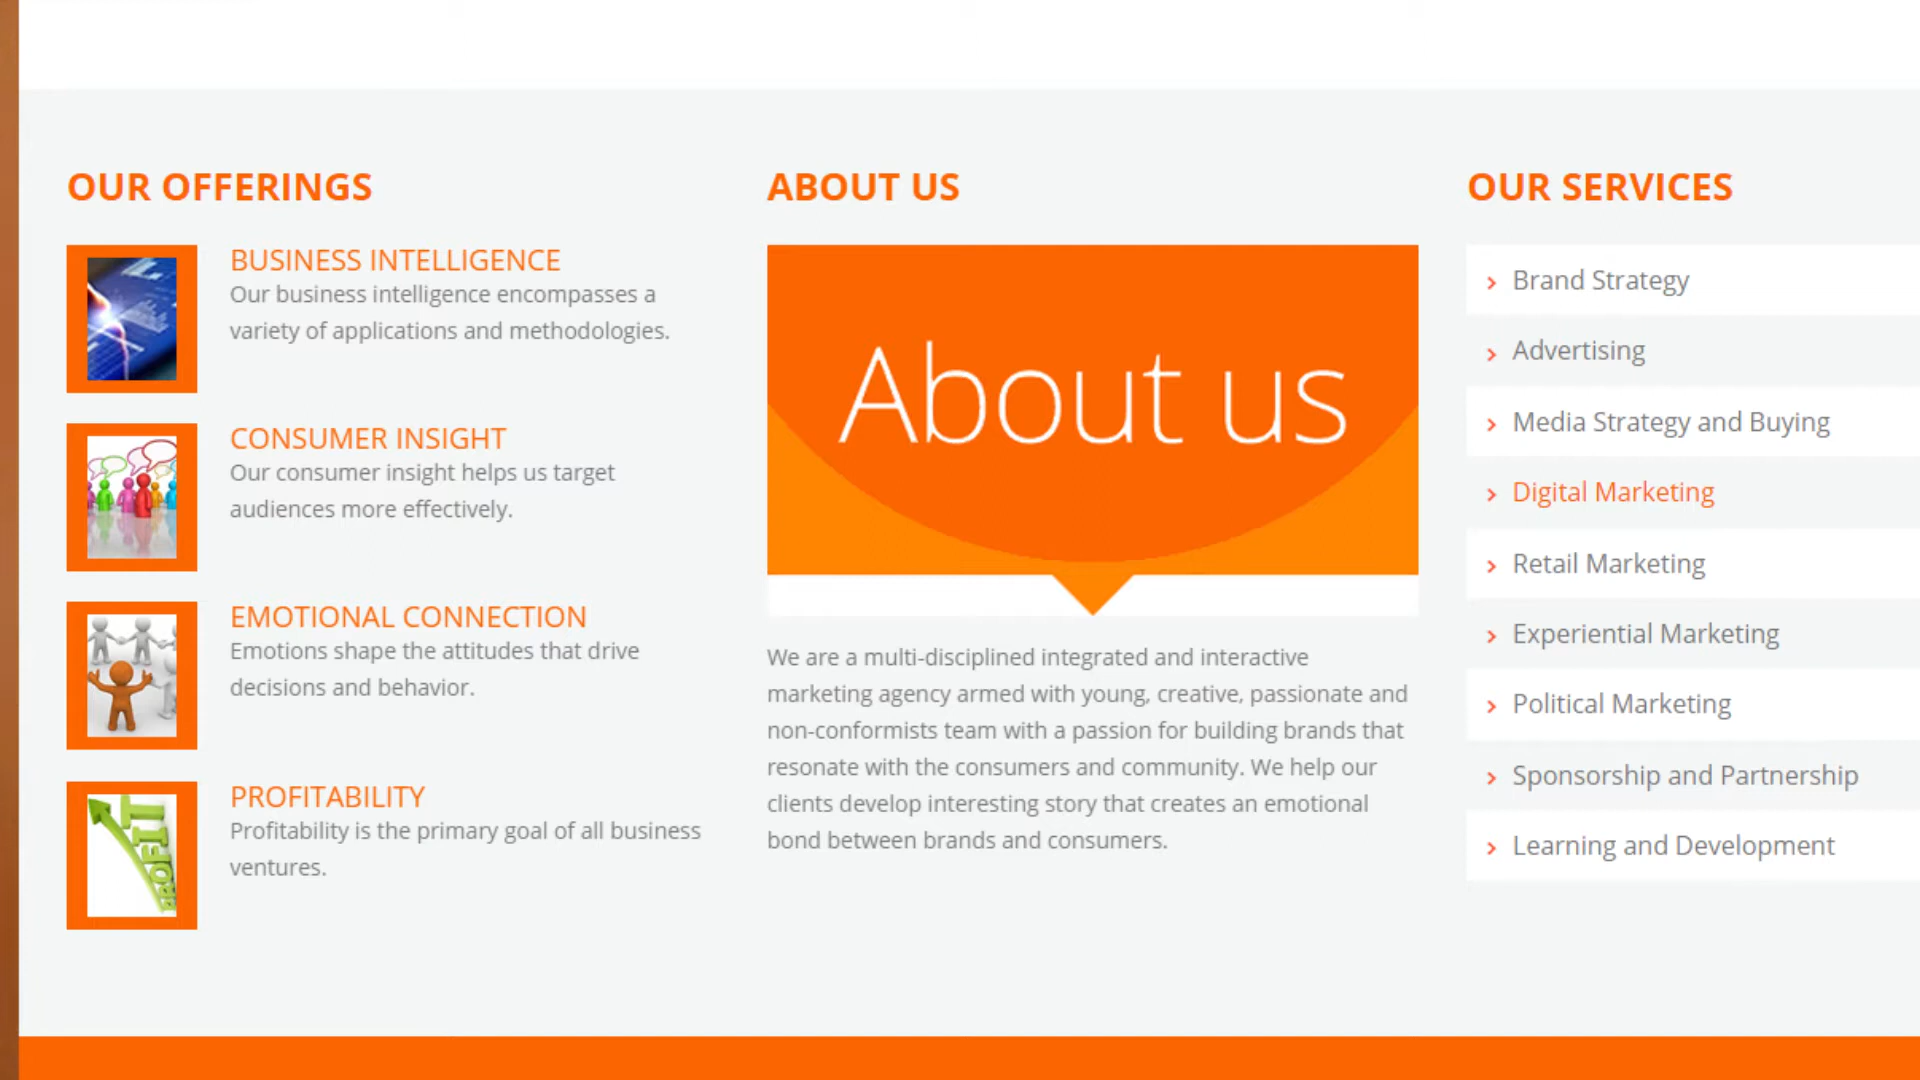 OUR OFFERINGS
BUSINESS INTELLIGENCE
Our business intelligence encompasses a
variety of applications and methodologies.
CONSUMER INSIGHT
Our consumer insight helps us target
audiences more effectively.
EMOTIONAL CONNECTION
Emotions shape the attitudes that drive
decisions and behavior.
PROFIT
PROFITABILITY
Profitability is the primary goal of all business
ventures.
ABOUT US
About us
We are a multi-disciplined integrated and interactive
marketing agency armed with young, creative, passionate and
non-conformists team with a passion for building brands that
resonate with the consumers and community. We help our
clients develop interesting story that creates an emotional
bond between brands and consumers.
OUR SERVICES
Brand Strategy
Advertising
Media Strategy and Buying
Digital Marketing
Retail Marketing
Experiential Marketing
Political Marketing
Sponsorship and Partnership
Learning and Development